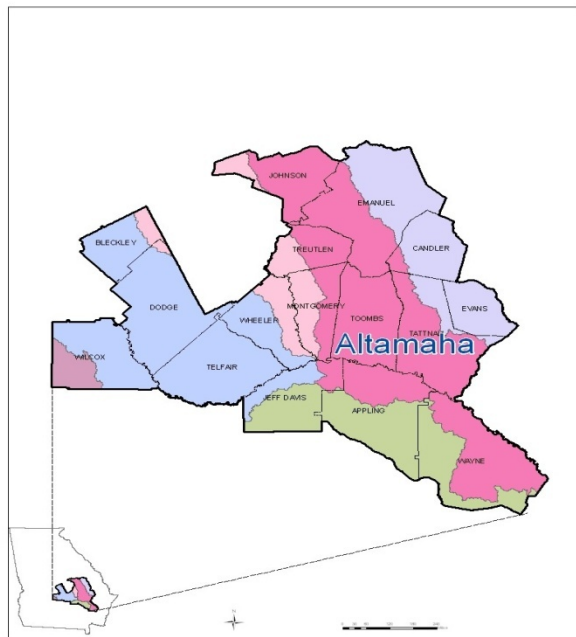 JOHNSON
EMANUEL
TREUTLEN
CANDLER
BLECKLEY
DODGE
MONTGOMERY
TOOMBS
EVANS
WHEELER
TATTNALL
Altamaha
WILCOX
TELFAIR
JEFF DAVIS
APPLING
WAYNE